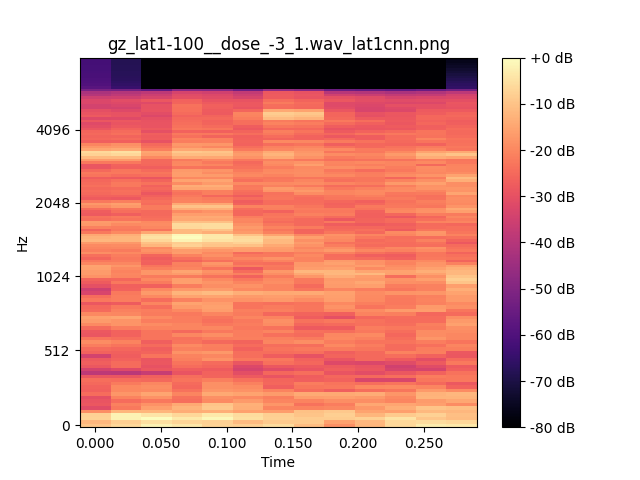 gz_lat1-100__dose_-3_1.wav_lat1cnn.png
+0 dB
4096
-10 dB
-20 dB
2048
-30 dB
Hz
-40 dB
1024
-50 dB
-60 dB
512
-70 dB
0
-80 dB
0.000 0.050 0.100 0.150 0.200 0.250
Time